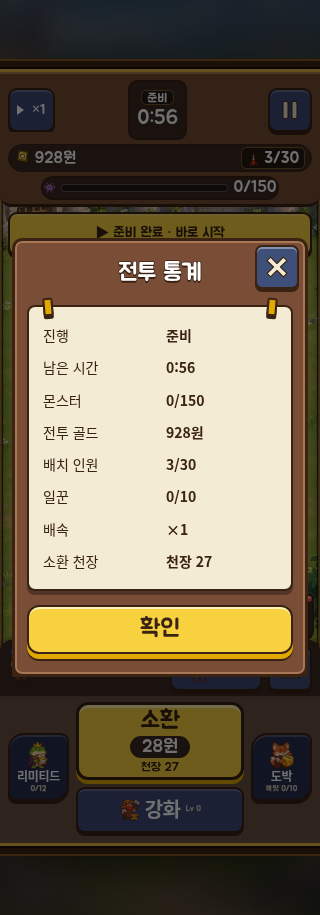 ×1
준비
0:56
928원
3/30
0/150
▶ 준비 완료 · 바로 시작
전투 통계
진행 준비
남은 시간 0:56
몬스터 0/150
전투 골드 928원
배치 인원 3/30
일꾼 0/10
배속 ×1
소환 천장 천장 27
확인
소환
28원
천장 27
리미티드
0/12
도박
백팟 0/10
강화 Lv 0